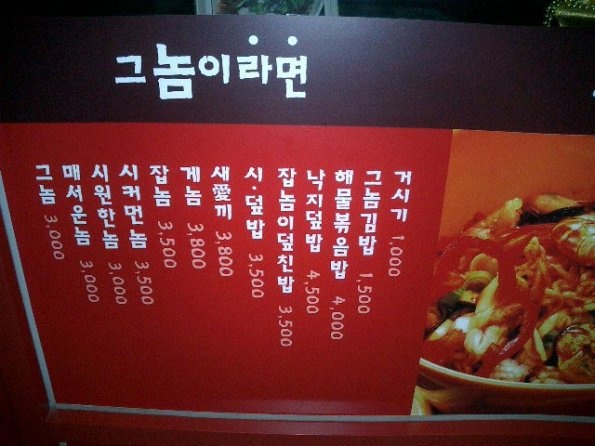 그놈이라면
그놈 3,000
매서운놈 3,000
시원한놈 3,000
시커먼놈 3,500
잡놈 3,500
게놈 3,800
새愛끼 3,800
시·덮밥 3,500
잡놈이덮친밥 3,500
낙지덮밥 4,500
해물볶음밥 4,000
그놈김밥 1,500
거시기 1,000